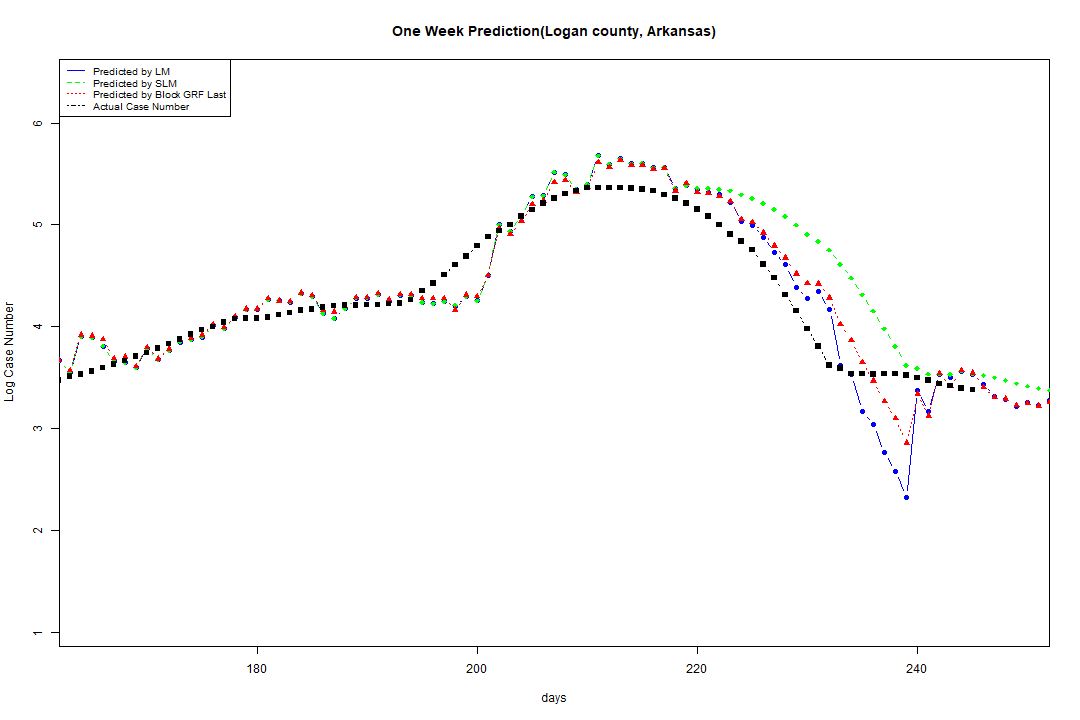 One Week Prediction(Logan county, Arkansas)
Predicted by LM
Predicted by SLM
Predicted by Block GRF Last
Actual Case Number
6
5
4
3
2
1
Log Case Number
180 200 220 240
days